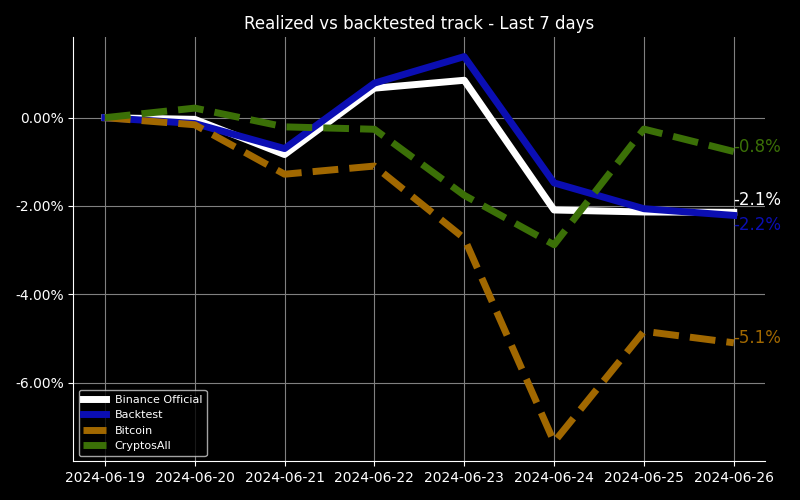 Realized vs backtested track - Last 7 days
0.00%
-2.00%
-4.00%
-6.00%
-0.8%
-2.1%
-2.2%
-5.1%
Binance Official
Backtest
Bitcoin
CryptosAll
2024-06-19 2024-06-20 2024-06-21 2024-06-22 2024-06-23 2024-06-24 2024-06-25 2024-06-26